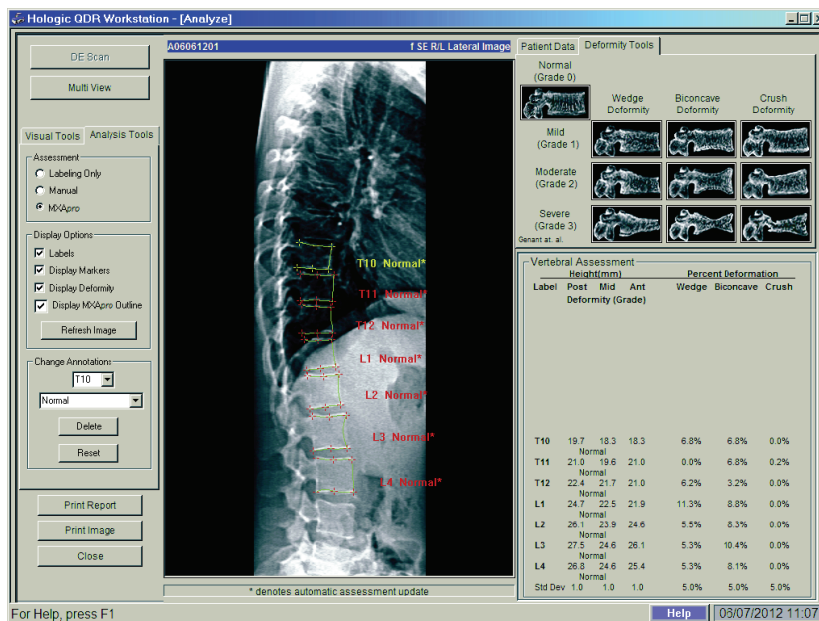 Hologic QDR Workstation - [Analyze]
DE Scan
Multi View
Visual Tools Analysis Tools
Assessment
Labeling Only
Manual
MXApro
Display Options
Labels
Display Markers
Display Deformity
Display MXApro Outline
Refresh Image
Change Annotations
T10
Normal
Delete
Reset
Print Report
Print Image
Close
A06061201 f SE R/L Lateral Image
T10 Normal*
T11 Normal*
T12 Normal*
L1 Normal*
L2 Normal*
L3 Normal*
L4 Normal*
* denotes automatic assessment update
Patient Data Deformity Tools
Normal
(Grade 0)
Wedge Biconcave Crush
Deformity Deformity Deformity
Mild
(Grade 1)
Moderate
(Grade 2)
Severe
(Grade 3)
Genant at. al.
Vertebral Assessment
Height(mm) Percent Deformation
Label Post Mid Ant Wedge Biconcave Crush
Deformity (Grade)
T10 19.7 18.3 18.3 6.8% 6.8% 0.0%
Normal
T11 21.0 19.6 21.0 0.0% 6.8% 0.2%
Normal
T12 22.4 21.7 21.0 6.2% 3.2% 0.0%
Normal
L1 24.7 22.5 21.9 11.3% 8.8% 0.0%
Normal
L2 26.1 23.9 24.6 5.5% 8.3% 0.0%
Normal
L3 27.5 24.6 26.1 5.3% 10.4% 0.0%
Normal
L4 26.8 24.6 25.4 5.3% 8.1% 0.0%
Normal
Std Dev 1.0 1.0 1.0 5.0% 5.0% 5.0%
For Help, press F1 Help 06/07/2012 11:07